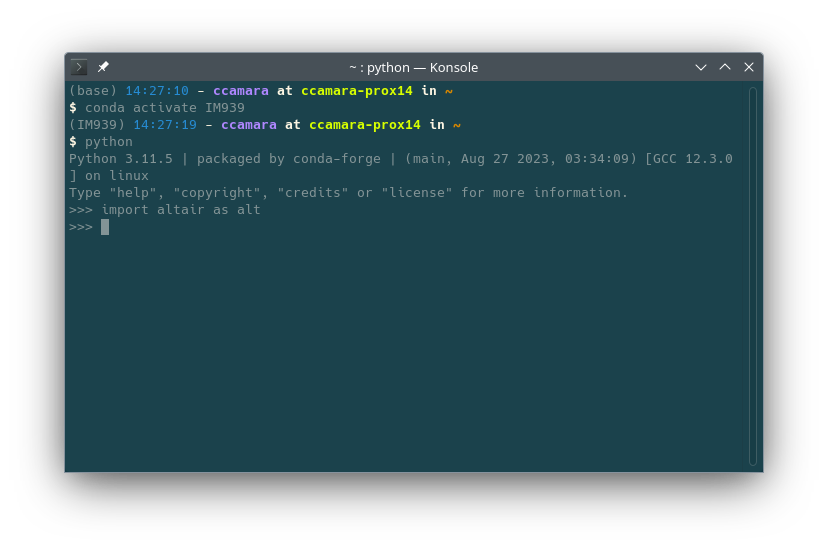 ~ : python — Konsole
(base) 14:27:10 - ccamara at ccamara-prox14 in ~
$ conda activate IM939
(IM939) 14:27:19 - ccamara at ccamara-prox14 in ~
$ python
Python 3.11.5 | packaged by conda-forge | (main, Aug 27 2023, 03:34:09) [GCC 12.3.0
] on linux
Type "help", "copyright", "credits" or "license" for more information.
>>> import altair as alt
>>>